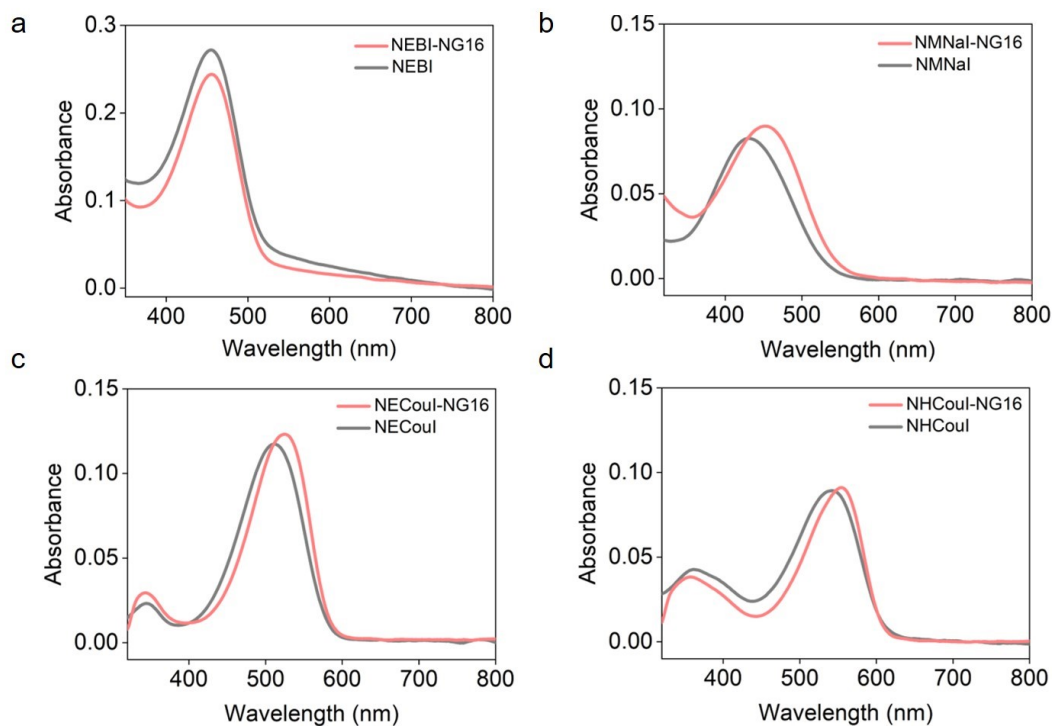 a
NEBI-NG16
NEBI
0.3
0.2
0.1
0.0
Absorbance
400 500 600 700 800
Wavelength (nm)
b
NMNaI-NG16
NMNaI
0.15
0.10
0.05
0.00
Absorbance
400 500 600 700 800
Wavelength (nm)
c
NECouI-NG16
NECouI
0.15
0.10
0.05
0.00
Absorbance
400 500 600 700 800
Wavelength (nm)
d
NHCouI-NG16
NHCouI
0.15
0.10
0.05
0.00
Absorbance
400 500 600 700 800
Wavelength (nm)